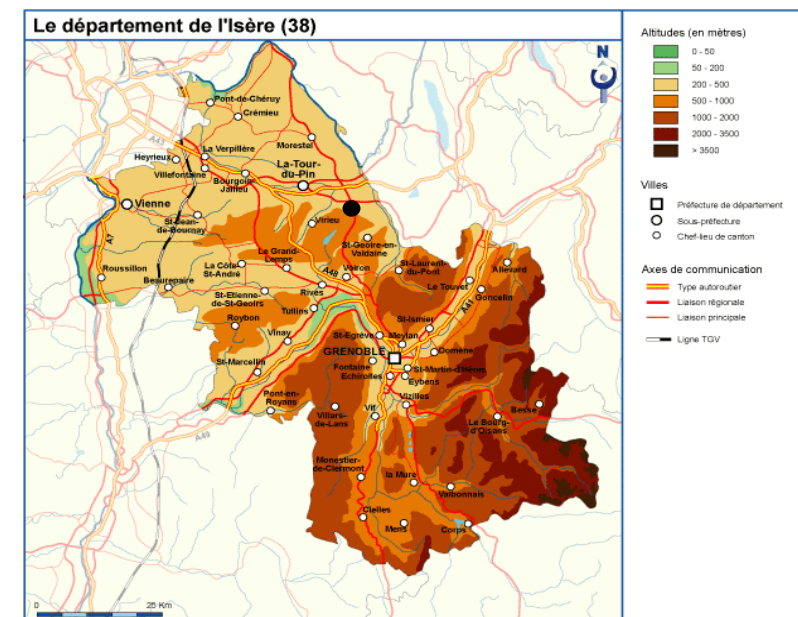 Le département de l'Isère (38)
N
Pont-de-Chéruy
Crémieu
A43
La Verpillère
Morestel
Heyrieux
La-Tour-
du-Pin
Villefontaine
Bourgoin-
Jallieu
Vienne
St-Jean-
de-Bournay
Virieu
A7
St-Geoire-en-
Valdaine
Le Grand-
Lemps
La Côte-
St-André
A48
Voiron
St-Laurent-
du-Pont
Allevard
Roussillon
Beaurepaire
Le Touvet
Goncelin
St-Etienne-
de-St-Geoirs
Rives
Tullins
A41
Roybon
St-Ismier
Vinay
St-Egrève
Meylan
GRENOBLE
Domène
St-Marcellin
Fontaine
St-Martin-d'Hères
Echirolles
Eybens
Pont-en-
Royans
Vizilles
Villars-
de-Lans
Vif
Besse
Le Bourg-
d'Oisans
A49
Monestier-
de-Clermont
la Mure
Valbonnais
Clelles
Mens
Corps
0
25 Km
Altitudes (en mètres)
0 - 50
50 - 200
200 - 500
500 - 1000
1000 - 2000
2000 - 3500
> 3500
Villes
Préfecture de département
Sous-préfecture
Chef-lieu de canton
Axes de communication
Type autoroutier
Liaison régionale
Liaison principale
Ligne TGV